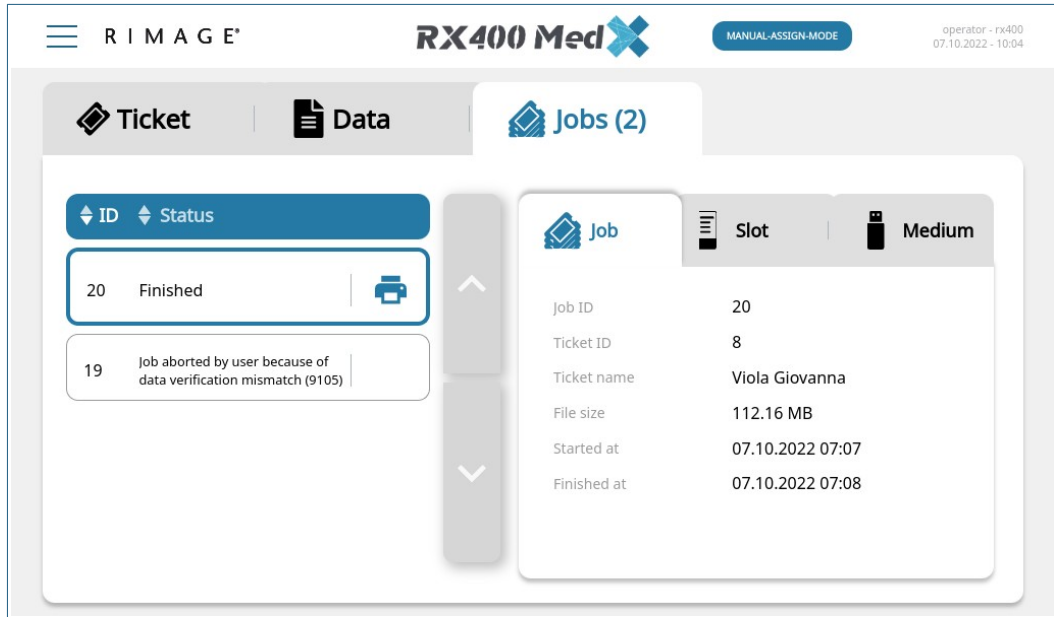 RIMAGE®
RX400 MedX
MANUAL-ASSIGN-MODE
operator - rx400
07.10.2022 - 10:04
Ticket
Data
Jobs (2)
ID
Status
20
Finished
19
Job aborted by user because of
data verification mismatch (9105)
Job
Slot
Medium
Job ID
20
Ticket ID
8
Ticket name
Viola Giovanna
File size
112.16 MB
Started at
07.10.2022 07:07
Finished at
07.10.2022 07:08